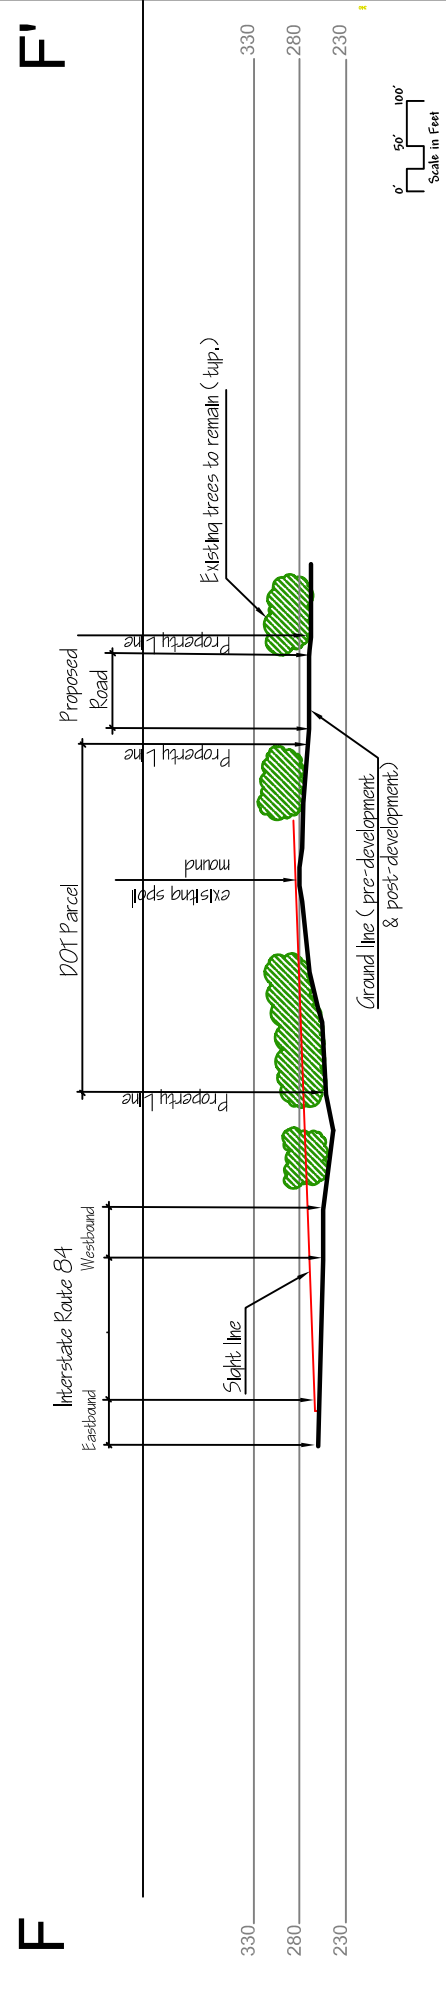 F
F'
330
280
230
330
280
230
Interstate Route 84
Eastbound
Westbound
DOT Parcel
Proposed
Road
Property Line
Property Line
Property Line
existing spoil
mound
Existing trees to remain ( typ. )
Sight line
Ground line ( pre-development
& post-development)
0'
50'
100'
Scale in Feet